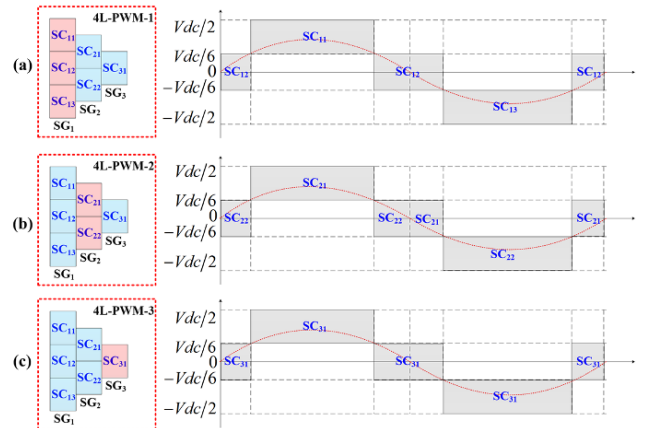 (a)
4L-PWM-1
SC₁₁
SC₁₂
SC₁₃
SC₂₁
SC₂₂
SC₃₁
SG₁
SG₂
SG₃
Vdc/2
Vdc/6
0
−Vdc/6
−Vdc/2
SC₁₂
SC₁₁
SC₁₂
SC₁₃
SC₁₂
(b)
4L-PWM-2
SC₁₁
SC₁₂
SC₁₃
SC₂₁
SC₂₂
SC₃₁
SG₁
SG₂
SG₃
Vdc/2
Vdc/6
0
−Vdc/6
−Vdc/2
SC₂₂
SC₂₁
SC₂₂
SC₂₁
SC₂₂
SC₂₁
(c)
4L-PWM-3
SC₁₁
SC₁₂
SC₁₃
SC₂₁
SC₂₂
SC₃₁
SG₁
SG₂
SG₃
Vdc/2
Vdc/6
0
−Vdc/6
−Vdc/2
SC₃₁
SC₃₁
SC₃₁
SC₃₁
SC₃₁